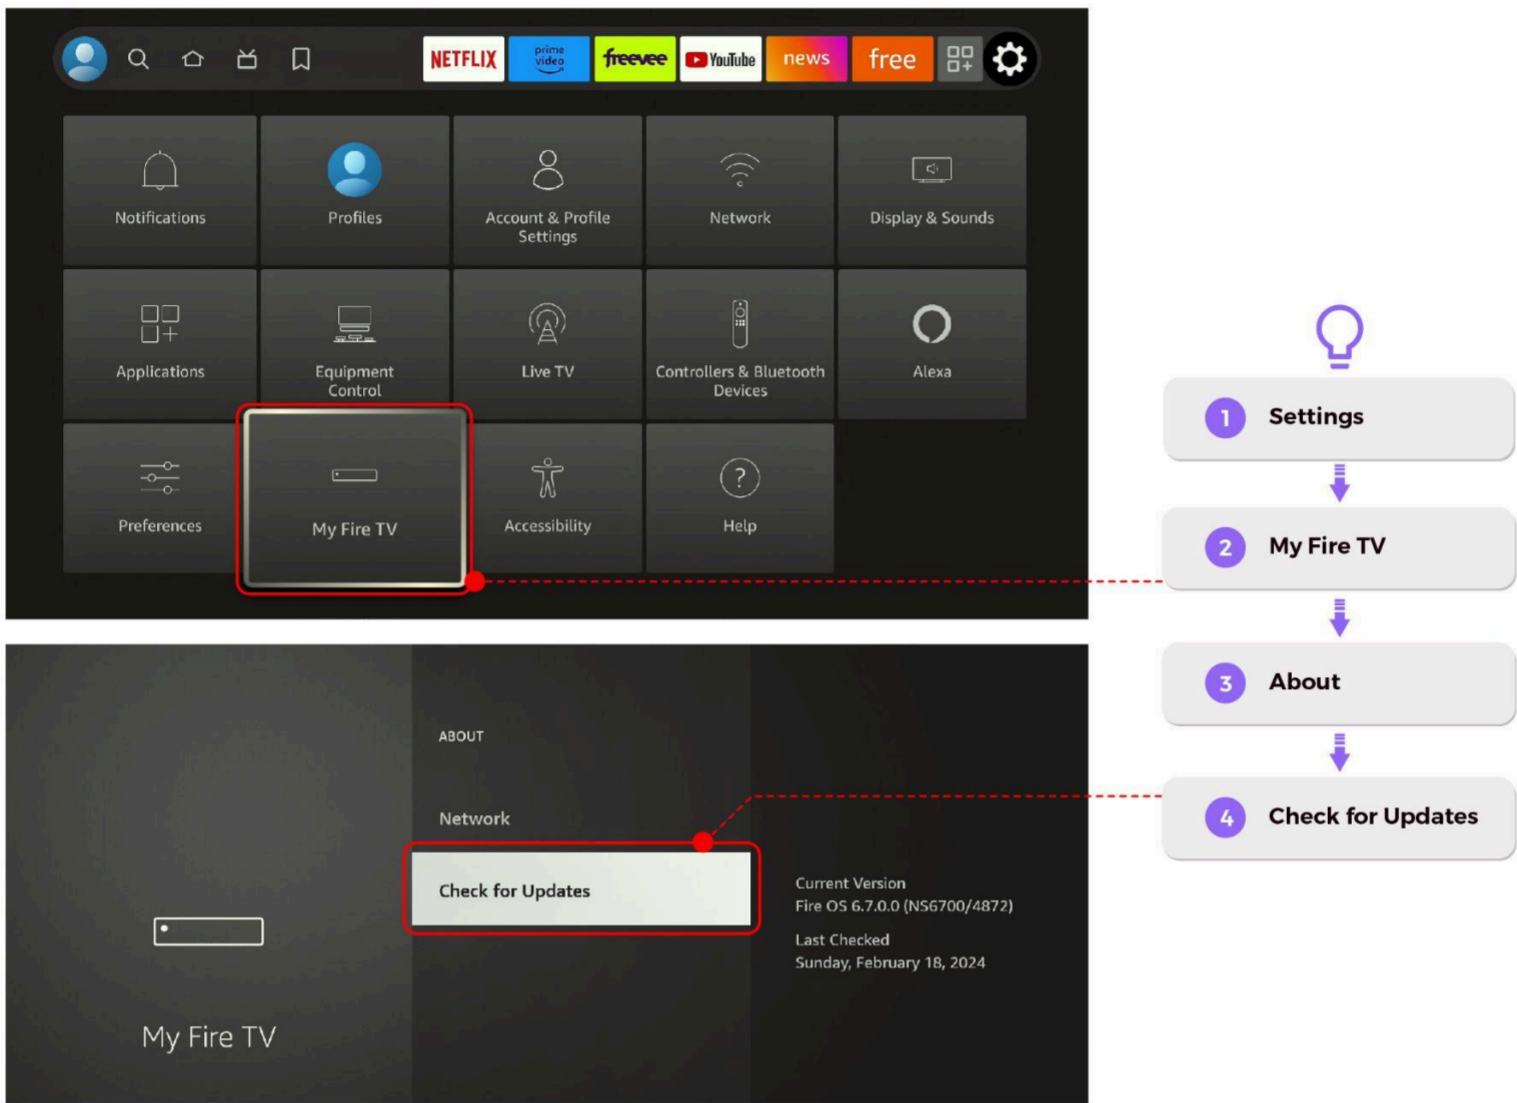 NETFLIX
prime video
freevee
YouTube
news
free
Notifications
Profiles
Account & Profile
Settings
Network
Display & Sounds
Applications
Equipment
Control
Live TV
Controllers & Bluetooth
Devices
Alexa
Preferences
My Fire TV
Accessibility
?
Help
1 Settings
2 My Fire TV
3 About
4 Check for Updates
My Fire TV
ABOUT
Network
Check for Updates
Current Version
Fire OS 6.7.0.0 (NS6700/4872)
Last Checked
Sunday, February 18, 2024